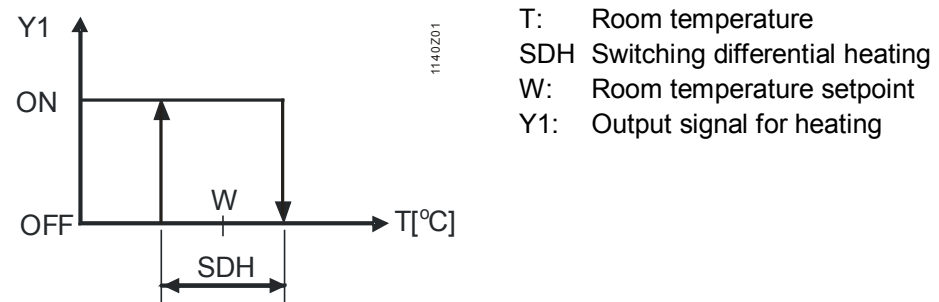 Y1
ON
OFF
W
T[°C]
SDH
1140Z01
T: Room temperature
SDH Switching differential heating
W: Room temperature setpoint
Y1: Output signal for heating